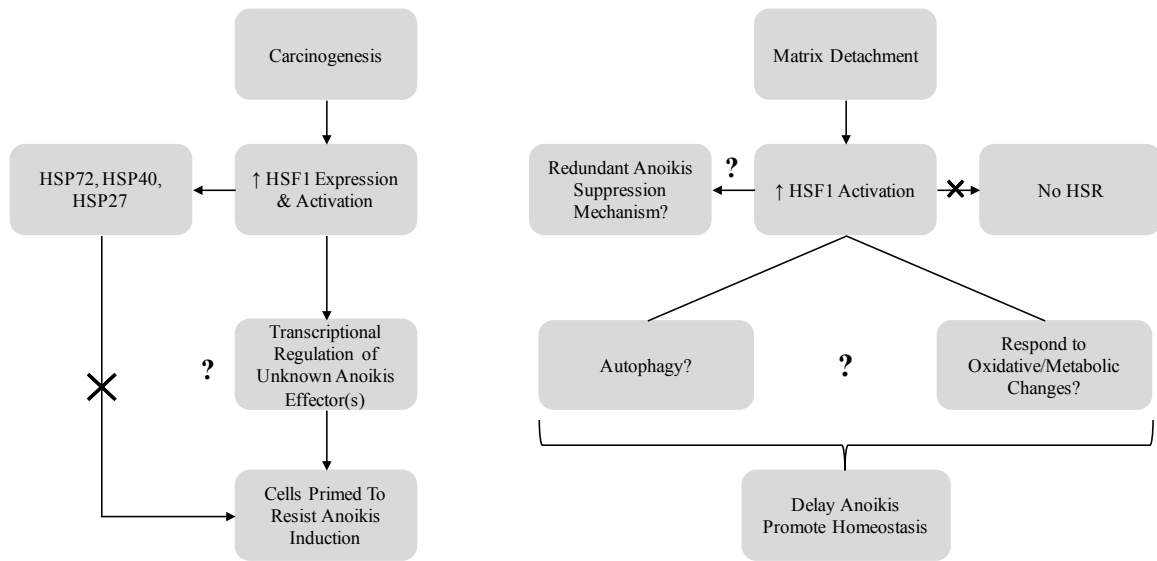 Carcinogenesis
HSP72, HSP40,
HSP27
↑ HSF1 Expression
& Activation
?
Transcriptional
Regulation of
Unknown Anoikis
Effector(s)
Cells Primed To
Resist Anoikis
Induction
Matrix Detachment
Redundant Anoikis
Suppression
Mechanism?
?
↑ HSF1 Activation
No HSR
Autophagy?
?
Respond to
Oxidative/Metabolic
Changes?
Delay Anoikis
Promote Homeostasis